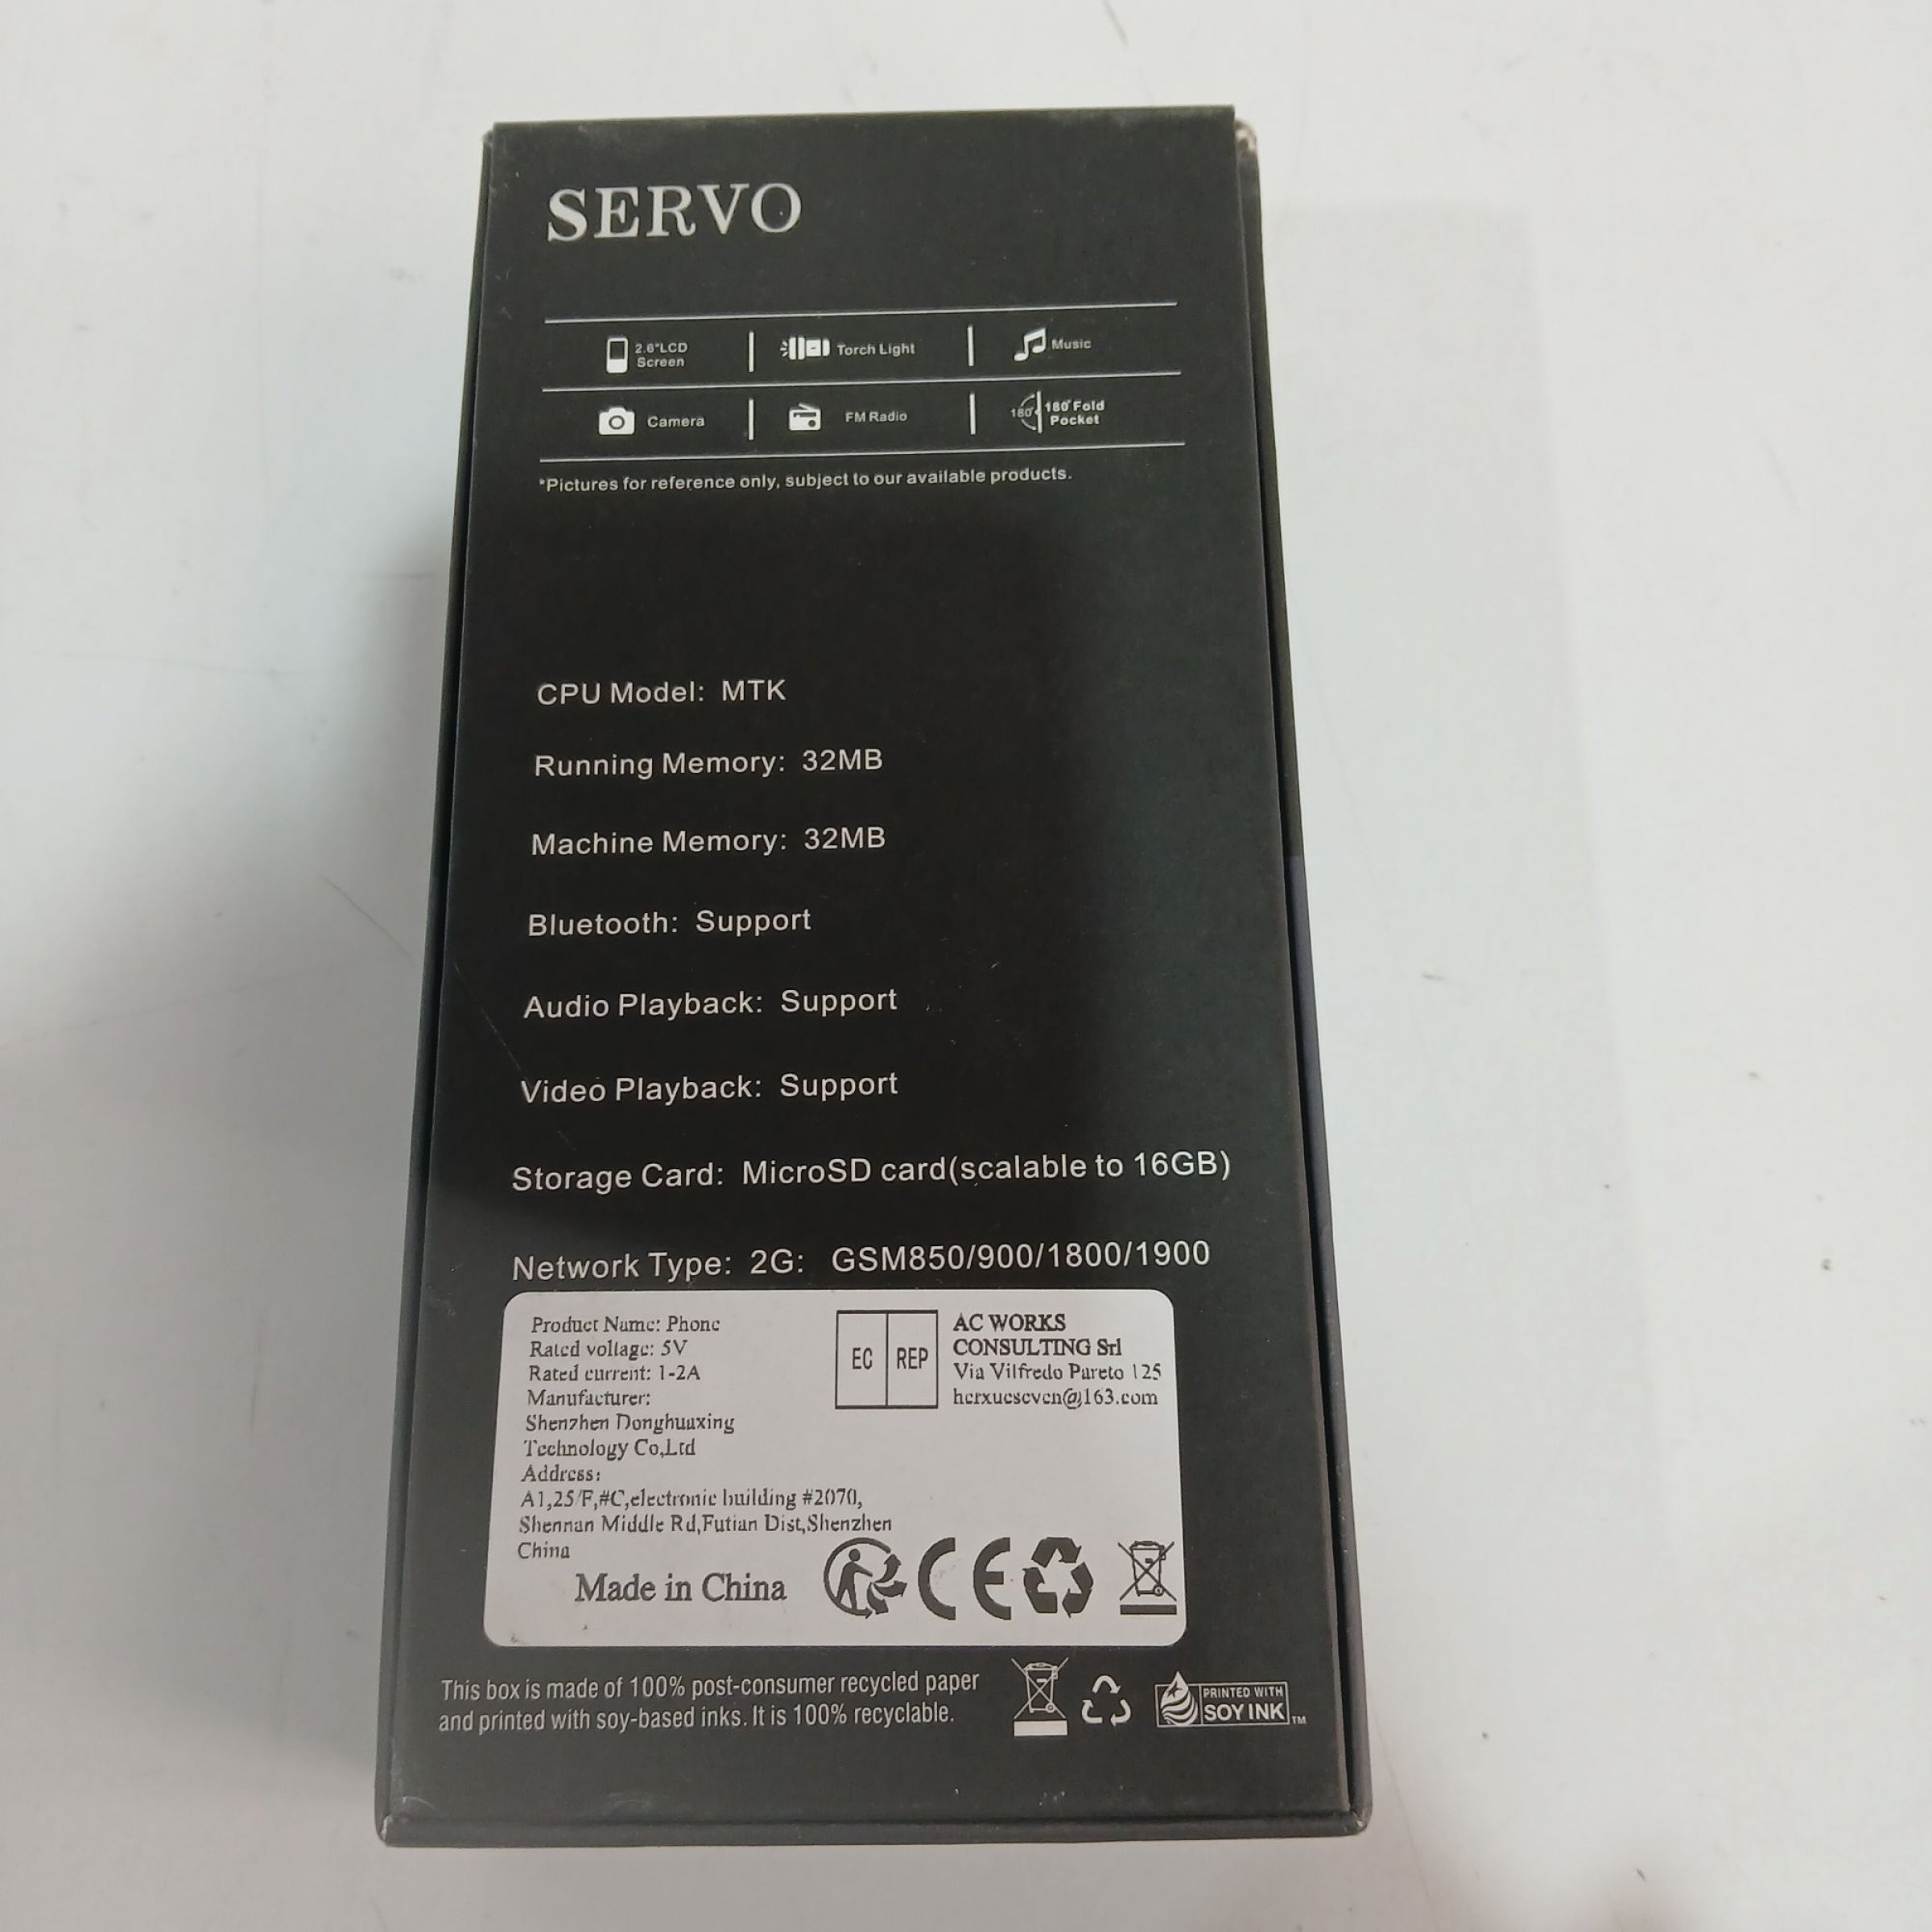 SERVO
2.6"LCD
Screen
Torch Light
Music
Camera
FM Radio
180°
180°Fold
Pocket
*Pictures for reference only, subject to our available products.
CPU Model: MTK
Running Memory: 32MB
Machine Memory: 32MB
Bluetooth: Support
Audio Playback: Support
Video Playback: Support
Storage Card: MicroSD card(scalable to 16GB)
Network Type: 2G: GSM850/900/1800/1900
Product Name: Phone
Rated voltage: 5V
Rated current: 1-2A
Manufacturer:
Shenzhen Donghuaxing
Technology Co,Ltd
Address:
A1,25/F,#C,electronic building #2070,
Shennan Middle Rd,Futian Dist,Shenzhen
China
Made in China
EC REP
AC WORKS
CONSULTING Srl
Via Vilfredo Pareto 125
herxueseven@163.com
CE
This box is made of 100% post-consumer recycled paper
and printed with soy-based inks. It is 100% recyclable.
PRINTED WITH
SOY INK TM